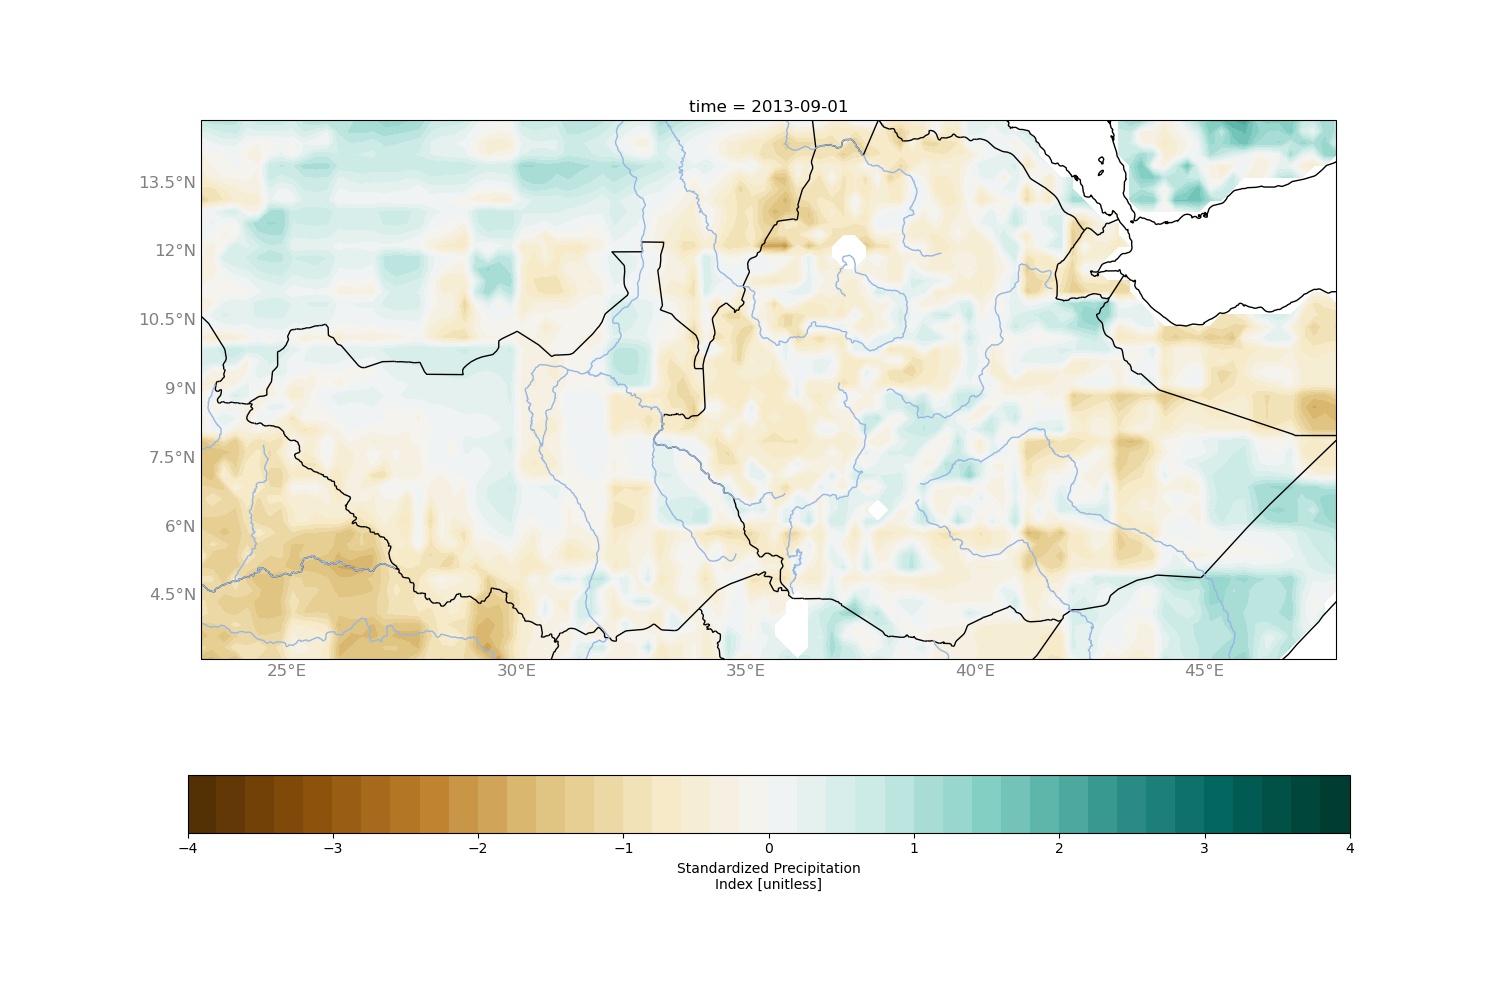 time = 2013-09-01
13.5°N
12°N
10.5°N
9°N
7.5°N
6°N
4.5°N
25°E 30°E 35°E 40°E 45°E
−4 −3 −2 −1 0 1 2 3 4
Standardized Precipitation
Index [unitless]